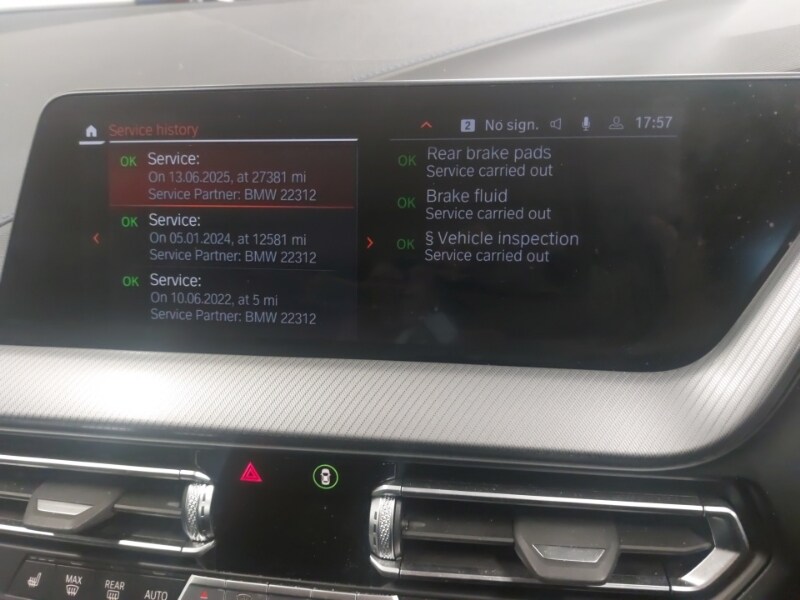 Service history
2 No sign. 17:57
OK Service:
On 13.06.2025, at 27381 mi
Service Partner: BMW 22312
OK Service:
On 05.01.2024, at 12581 mi
Service Partner: BMW 22312
OK Service:
On 10.06.2022, at 5 mi
Service Partner: BMW 22312
OK Rear brake pads
Service carried out
OK Brake fluid
Service carried out
OK § Vehicle inspection
Service carried out
MAX
REAR
AUTO